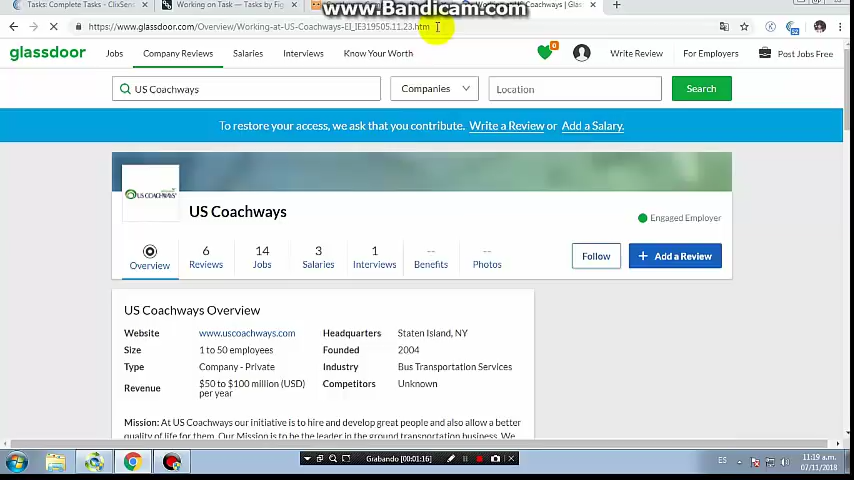 Tasks: Complete Tasks - ClixSen
Working on — Tasks by Fig
www.Bandicam.com
US Coachways | Glass
https://www.glassdoor.com/Overview/Working-at-US-Coachways-EI_IE319505.11,23.htm
glassdoor
Jobs Company Reviews Salaries Interviews Know Your Worth 0 Write Review For Employers Post Jobs Free
US Coachways Companies Location Search
To restore your access, we ask that you contribute. Write a Review or Add a Salary.
US COACHWAYS
US Coachways
Engaged Employer
6 14 3 1 -- --
Overview Reviews Jobs Salaries Interviews Benefits Photos
Follow + Add a Review
US Coachways Overview
Website www.uscoachways.com Headquarters Staten Island, NY
Size 1 to 50 employees Founded 2004
Type Company - Private Industry Bus Transportation Services
Revenue $50 to $100 million (USD) per year Competitors Unknown
Mission: At US Coachways our initiative is to hire and develop great people and also allow a better
quality of life for them. Our Mission is to be the leader in the ground transportation business. We
Grabando [00:01:16]
ES
11:19 a.m.
07/11/2018